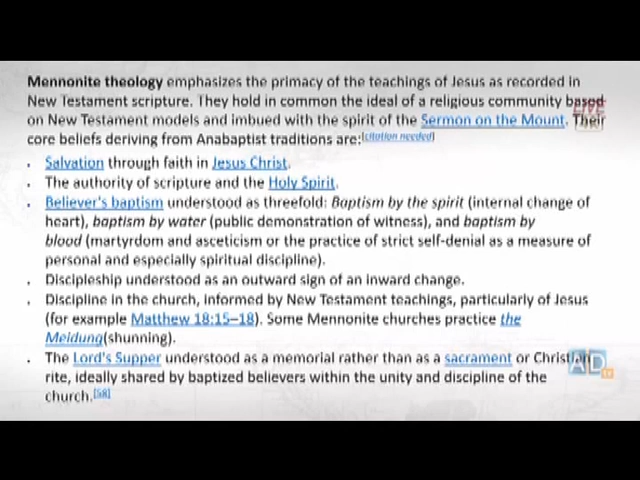 Mennonite theology emphasizes the primacy of the teachings of Jesus as recorded in
New Testament scripture. They hold in common the ideal of a religious community based
on New Testament models and imbued with the spirit of the Sermon on the Mount. Their
core beliefs deriving from Anabaptist traditions are:[citation needed]
• Salvation through faith in Jesus Christ.
• The authority of scripture and the Holy Spirit.
• Believer's baptism understood as threefold: Baptism by the spirit (internal change of
heart), baptism by water (public demonstration of witness), and baptism by
blood (martyrdom and asceticism or the practice of strict self-denial as a measure of
personal and especially spiritual discipline).
• Discipleship understood as an outward sign of an inward change.
• Discipline in the church, informed by New Testament teachings, particularly of Jesus
(for example Matthew 18:15–18). Some Mennonite churches practice the
Meidung(shunning).
• The Lord's Supper understood as a memorial rather than as a sacrament or Christian
rite, ideally shared by baptized believers within the unity and discipline of the
church.[58]
LIVE
AD